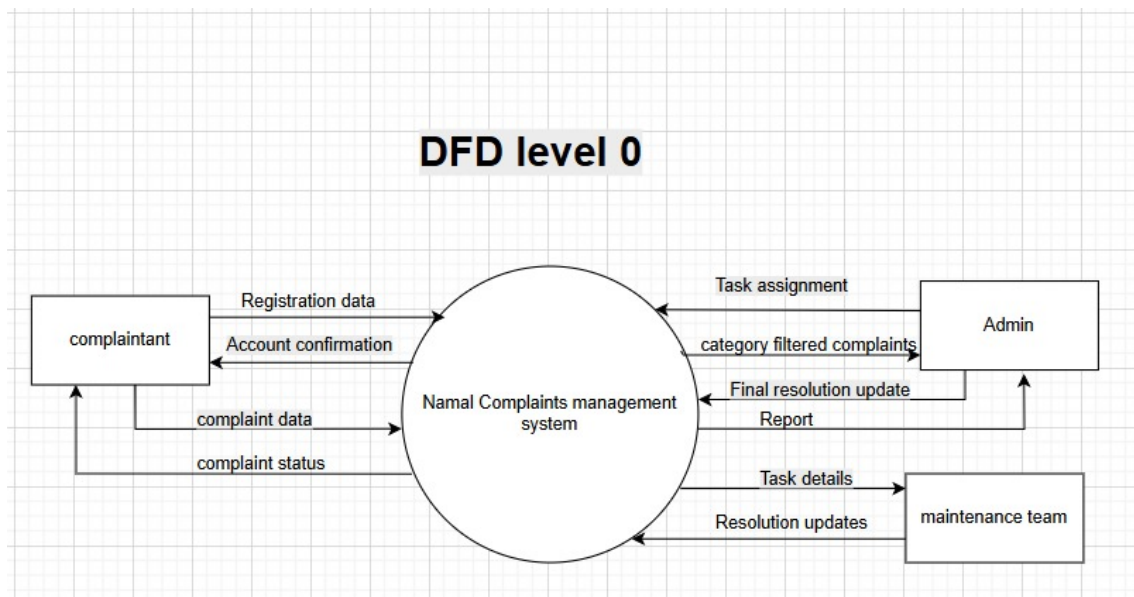 DFD level 0
Registration data
Task assignment
complaintant
Admin
Account confirmation
category filtered complaints
Final resolution update
Namal Complaints management
system
complaint data
Report
complaint status
Task details
maintenance team
Resolution updates